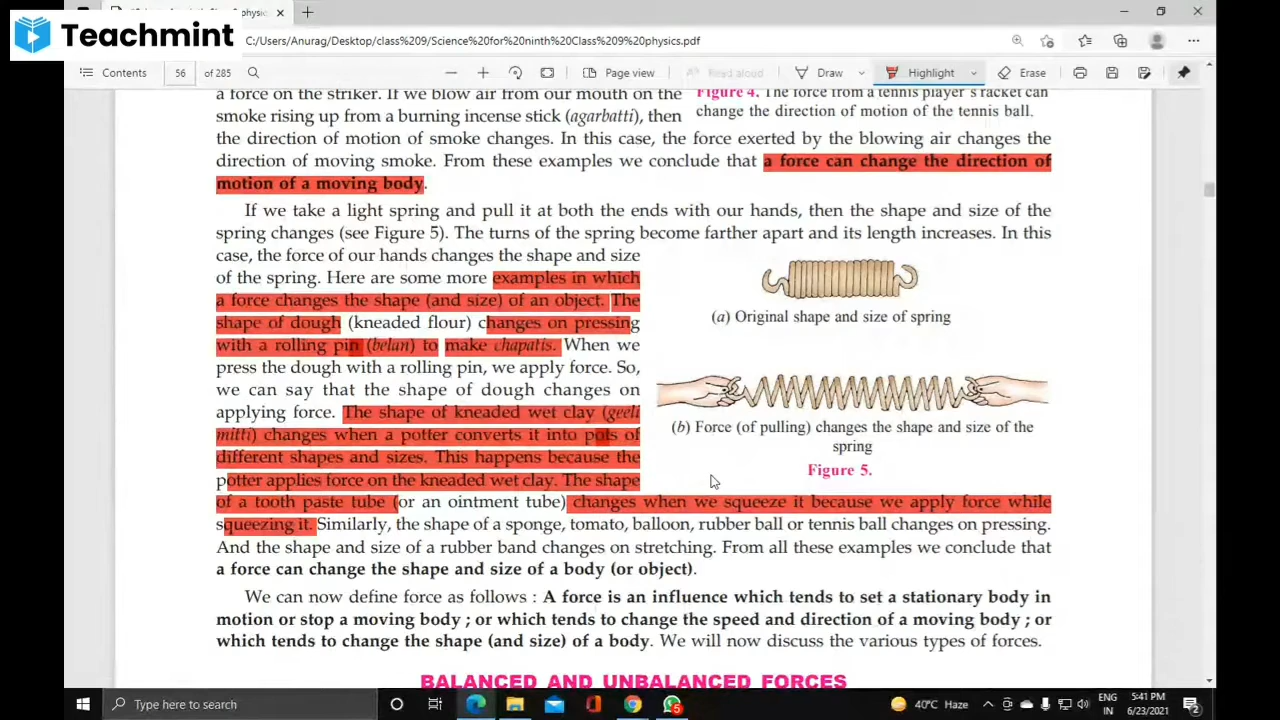 Teachmint
C:/Users/Anurag/Desktop/class%209/Science%20for%20ninth%20Class%209%20physics.pdf
Contents 56 of 285 Page view Read aloud Draw Highlight Erase
a force on the striker. If we blow air from our mouth on the
smoke rising up from a burning incense stick (agarbatti), then
Figure 4. The force from a tennis player's racket can
change the direction of motion of the tennis ball.
direction of motion of smoke changes. In this case, the force exerted by the blowing air changes the
direction of moving smoke. From these examples we conclude that a force can change the direction of
motion of a moving body.
If we take a light spring and pull it at both the ends with our hands, then the shape and size of the
spring changes (see Figure 5). The turns of the spring become farther apart and its length increases. In this
case, the force of our hands changes the shape and size
of the spring. Here are some more examples in which
a force changes the shape (and size) of an object. The
shape of dough (kneaded flour) changes on pressing
with a rolling pin (belan) to make chapatis. When we
press the dough with a rolling pin, we apply force. So,
we can say that the shape of dough changes on
applying force. The shape of kneaded wet clay (geeli
mitti) changes when a potter converts it into pots of
different shapes and sizes. This happens because the
potter applies force on the kneaded wet clay. The shape
(a) Original shape and size of spring
(b) Force (of pulling) changes the shape and size of the
spring
Figure 5.
of a tooth paste tube (or an ointment tube) changes when we squeeze it because we apply force while
squeezing it. Similarly, the shape of a sponge, tomato, balloon, rubber ball or tennis ball changes on pressing.
And the shape and size of a rubber band changes on stretching. From all these examples we conclude that
a force can change the shape and size of a body (or object).
We can now define force as follows : A force is an influence which tends to set a stationary body in
motion or stop a moving body ; or which tends to change the speed and direction of a moving body ; or
which tends to change the shape (and size) of a body. We will now discuss the various types of forces.
BALANCED AND UNBALANCED FORCES
Type here to search
5
40°C Haze
ENG
IN
5:41 PM
6/23/2021
2